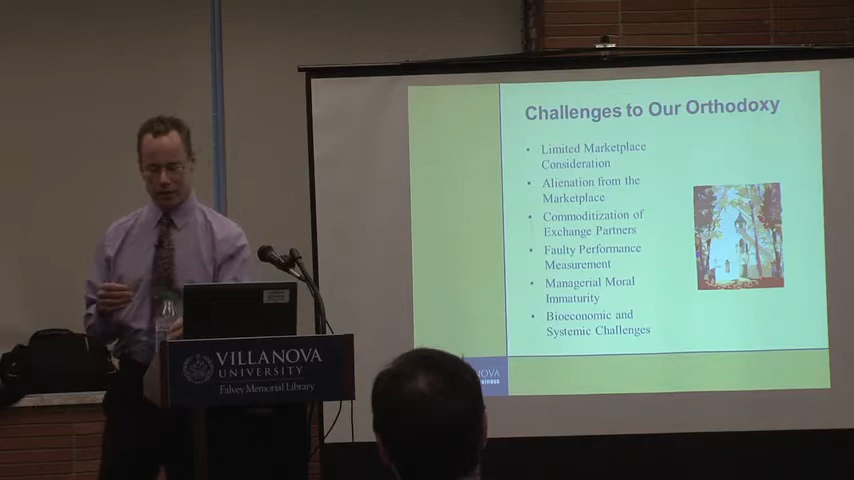 Challenges to Our Orthodoxy
• Limited Marketplace
Consideration
• Alienation from the
Marketplace
• Commoditization of
Exchange Partners
• Faulty Performance
Measurement
• Managerial Moral
Immaturity
• Bioeconomic and
Systemic Challenges
VILLANOVA
UNIVERSITY
Falvey Memorial Library